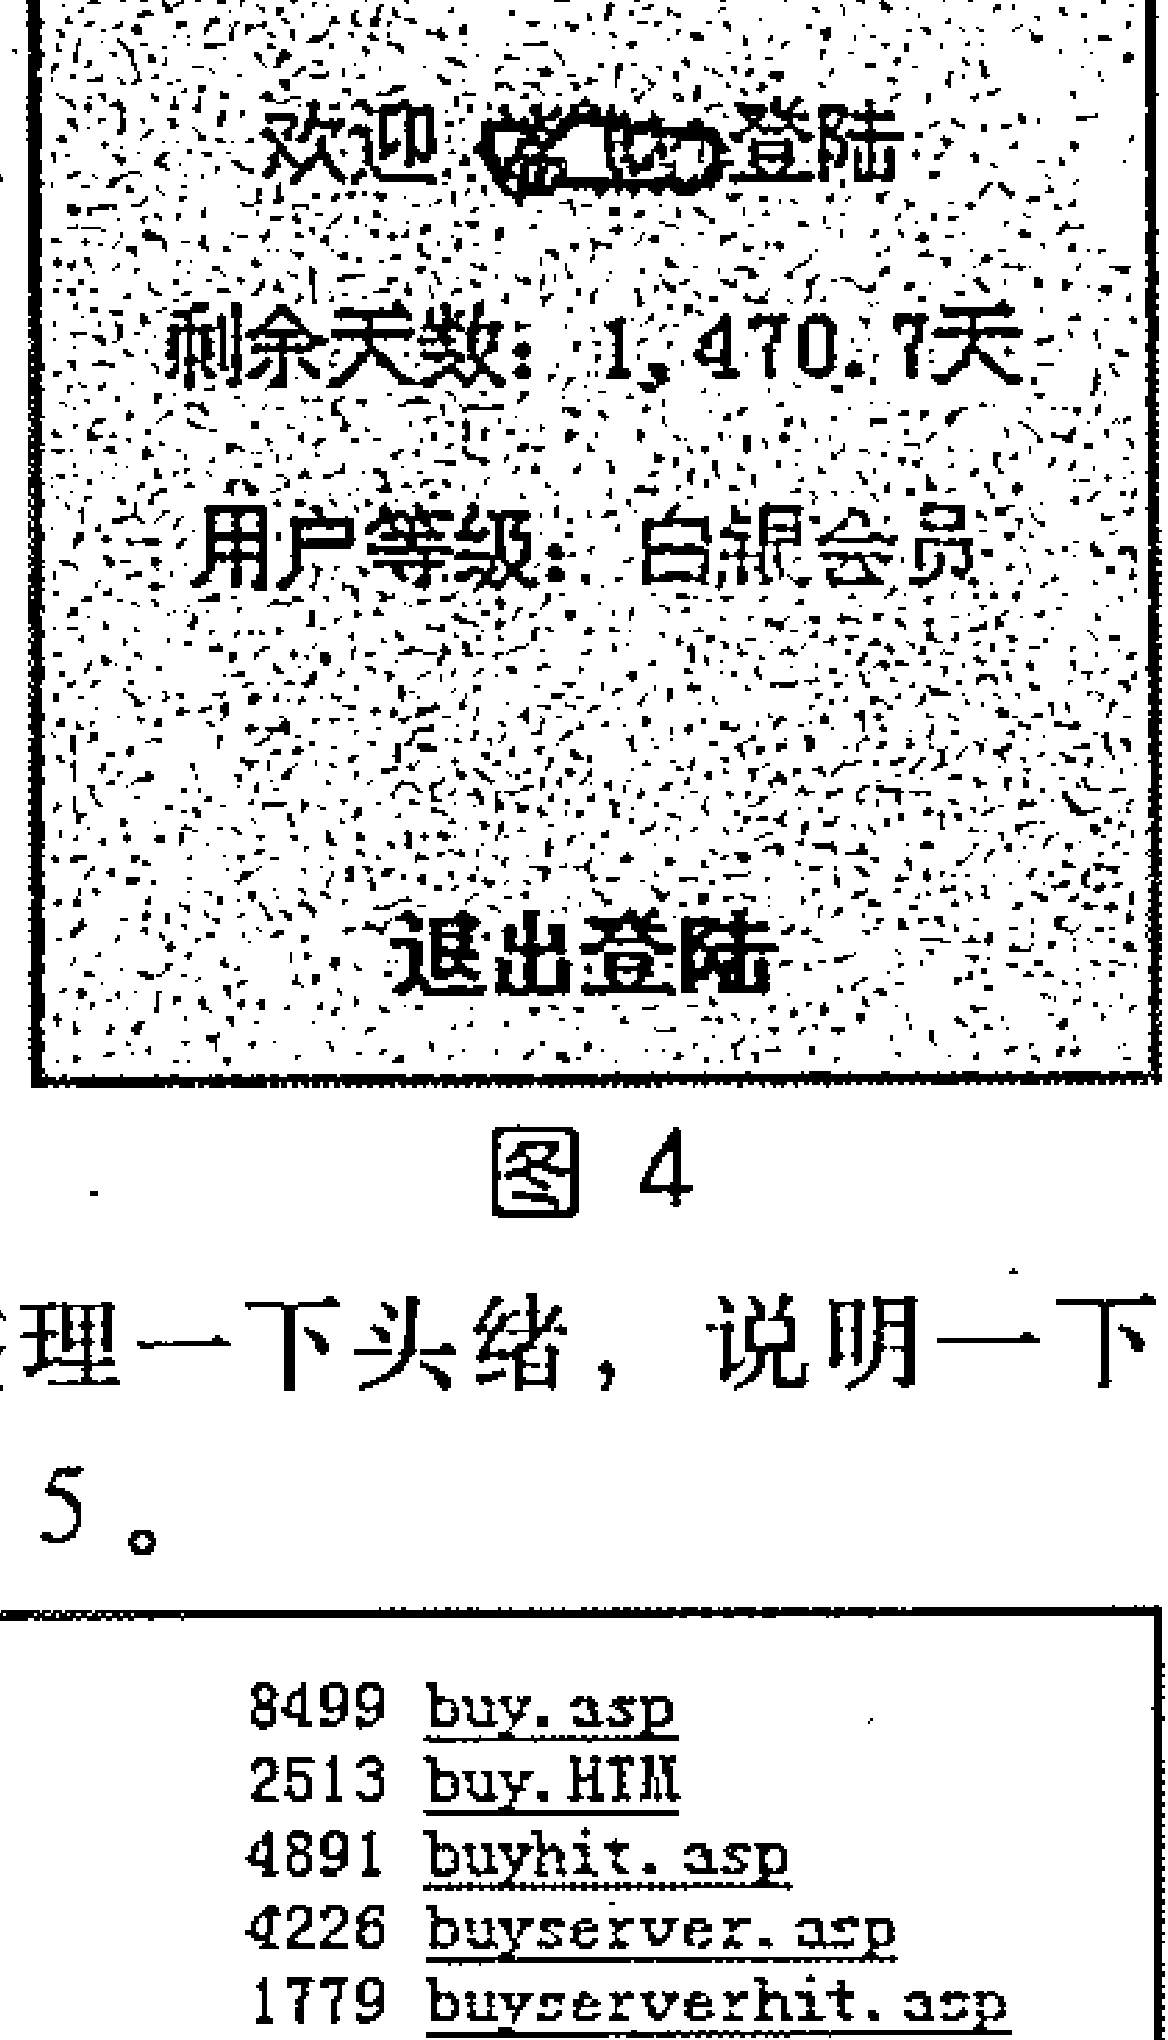 欢迎 登陆
剩余天数: 1,470.7天
用户等级: 白银会员
退出登陆
图 4
理一下头绪，说明一下
5。
8499 buy.asp
2513 buy.HTM
4891 buyhit.asp
4226 buyserver.asp
1779 buyserverhit.asp